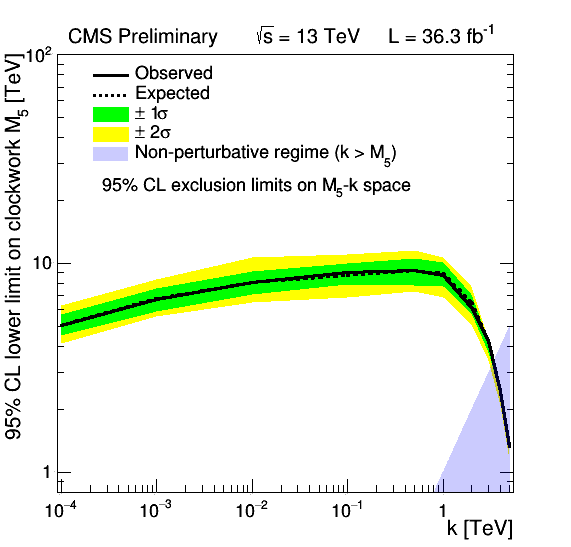 CMS Preliminary √s = 13 TeV L = 36.3 fb⁻¹
95% CL lower limit on clockwork M₅ [TeV]
10²
10
1
Observed
Expected
± 1σ
± 2σ
Non-perturbative regime (k > M₅)
95% CL exclusion limits on M₅-k space
10⁻⁴ 10⁻³ 10⁻² 10⁻¹ 1
k [TeV]